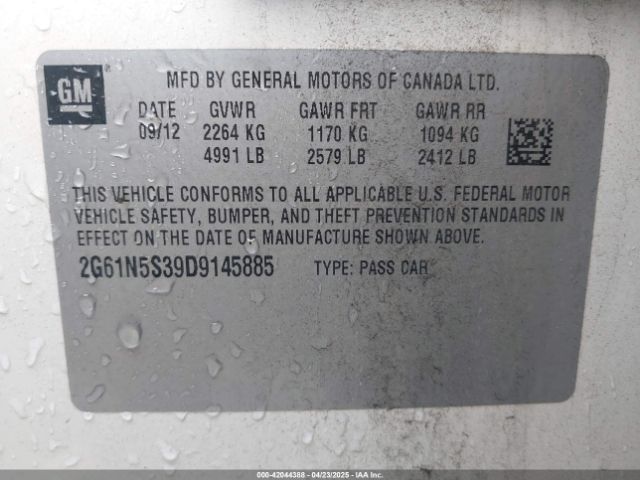 GM
MFD BY GENERAL MOTORS OF CANADA LTD.
DATE GVWR GAWR FRT GAWR RR
09/12 2264 KG 1170 KG 1094 KG
4991 LB 2579 LB 2412 LB
THIS VEHICLE CONFORMS TO ALL APPLICABLE U.S. FEDERAL MOTOR
VEHICLE SAFETY, BUMPER, AND THEFT PREVENTION STANDARDS IN
EFFECT ON THE DATE OF MANUFACTURE SHOWN ABOVE.
2G61N5S39D9145885 TYPE: PASS CAR
000-42044388 - 04/23/2025 - IAAI.COM